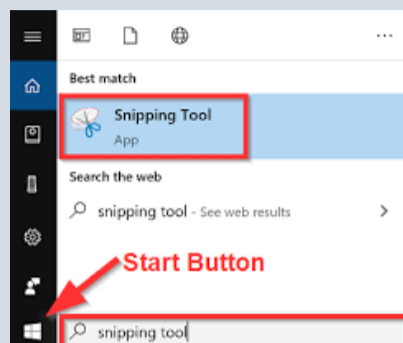 Best match
Snipping Tool
App
Search the web
snipping tool - See web results
Start Button
snipping tool